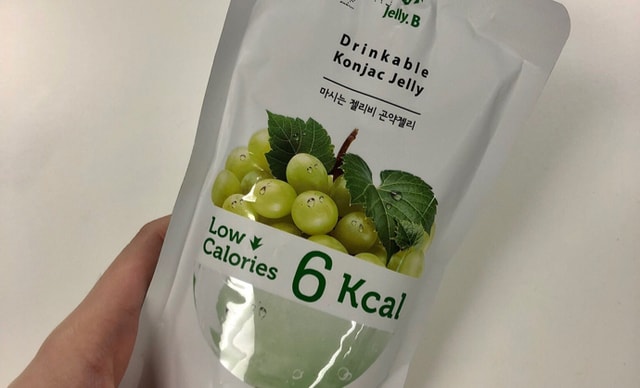 Jelly.B
Drinkable
Konjac Jelly
마시는 젤리비 곤약젤리
Low
Calories
6 Kcal